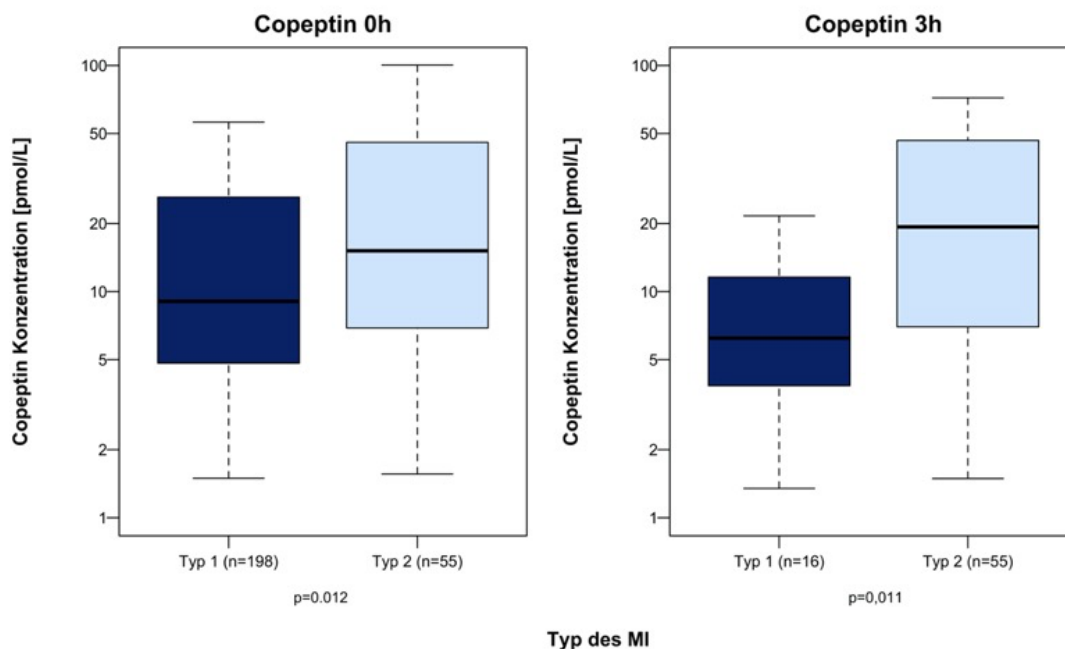 Copeptin 0h
Copeptin Konzentration [pmol/L]
100
50
20
10
5
2
1
Typ 1 (n=198) Typ 2 (n=55)
p=0.012
Copeptin 3h
Copeptin Konzentration [pmol/L]
100
50
20
10
5
2
1
Typ 1 (n=16) Typ 2 (n=55)
p=0,011
Typ des MI